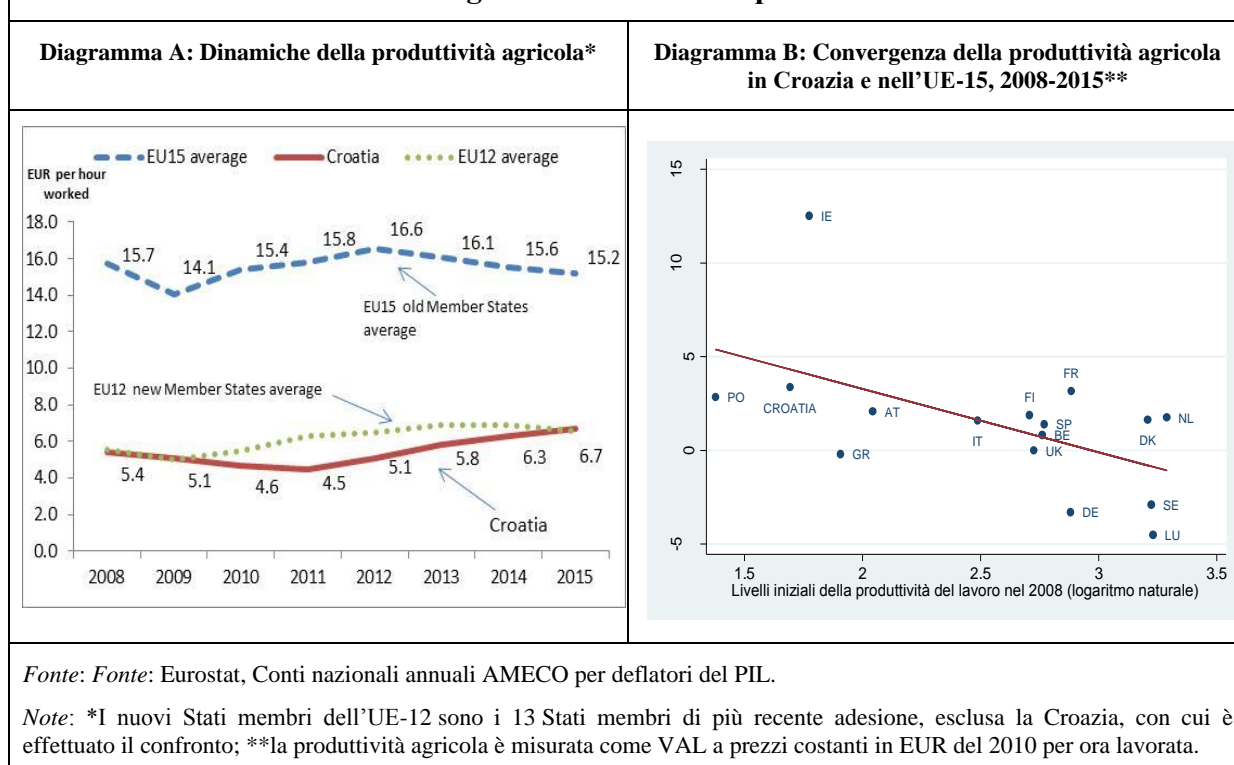 Diagramma A: Dinamiche della produttività agricola*
Diagramma B: Convergenza della produttività agricola
in Croazia e nell'UE-15, 2008-2015**
EU15 average
Croatia
EU12 average
EUR per hour
worked
18.0
16.0
14.0
12.0
10.0
8.0
6.0
4.0
2.0
0.0
15.7
14.1
15.4
15.8
16.6
16.1
15.6
15.2
EU15 old Member States
average
EU12 new Member States average
5.4
5.1
4.6
4.5
5.1
5.8
6.3
6.7
Croatia
2008
2009
2010
2011
2012
2013
2014
2015
15
10
5
0
-5
IE
PO
CROATIA
AT
GR
IT
FI
FR
SP
BE
UK
DK
NL
DE
SE
LU
1.5
2
2.5
3
3.5
Livelli iniziali della produttività del lavoro nel 2008 (logaritmo naturale)
Fonte: Fonte: Eurostat, Conti nazionali annuali AMECO per deflatori del PIL.
Note: *I nuovi Stati membri dell'UE-12 sono i 13 Stati membri di più recente adesione, esclusa la Croazia, con cui è
effettuato il confronto; **la produttività agricola è misurata come VAL a prezzi costanti in EUR del 2010 per ora lavorata.